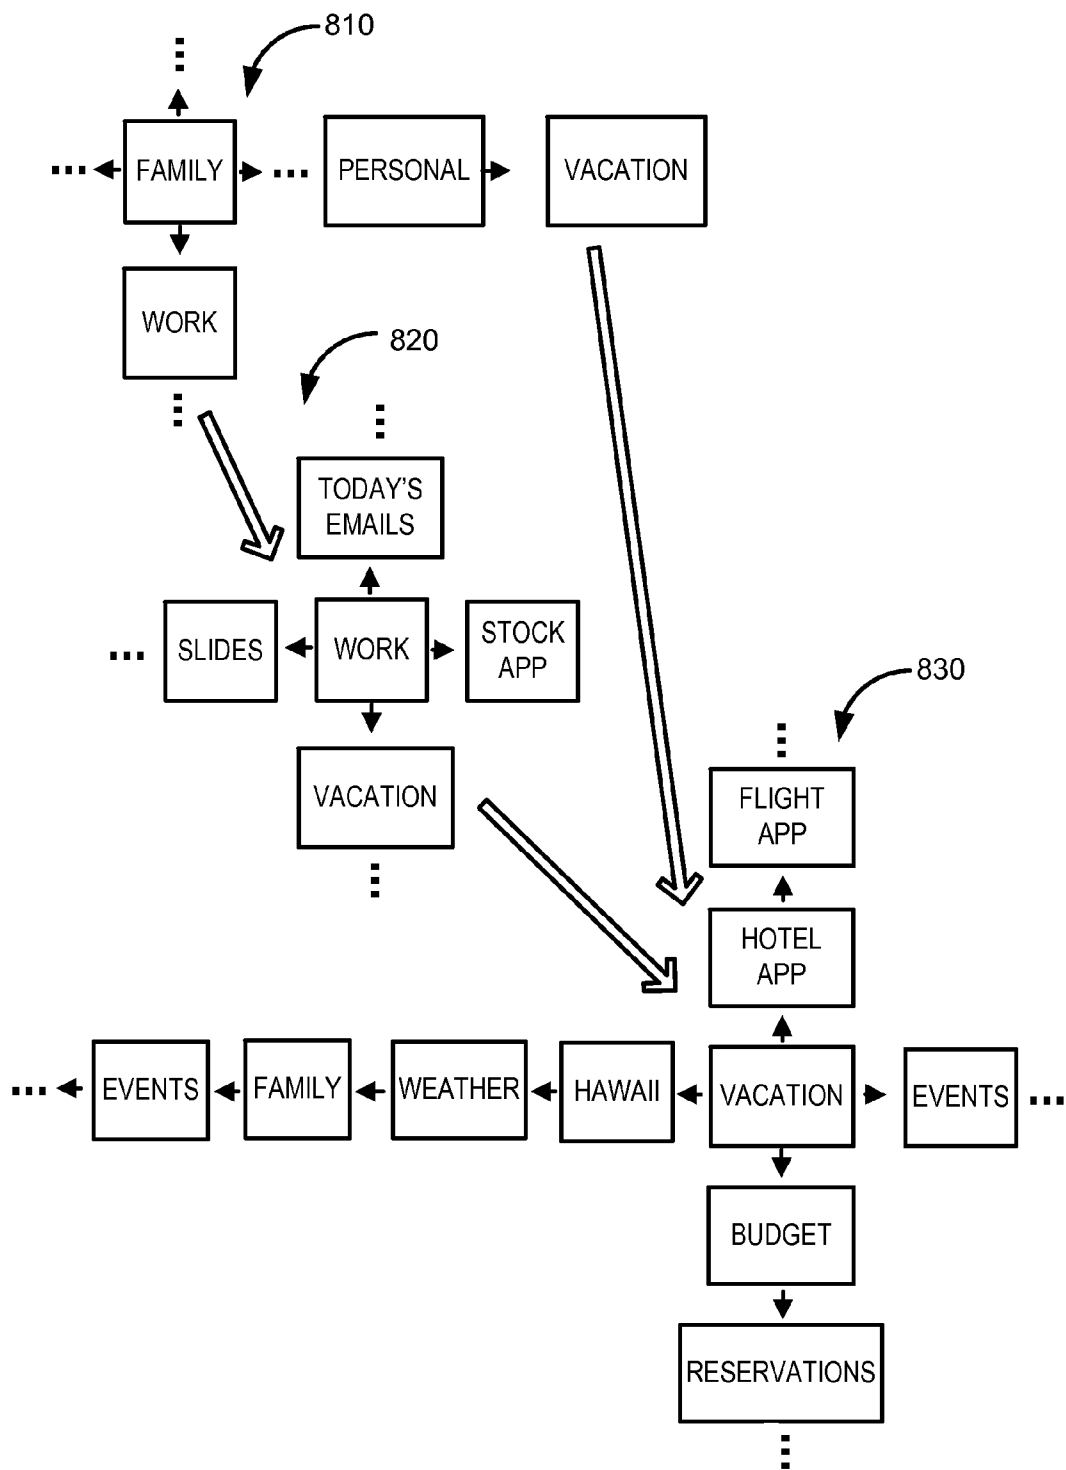 810
FAMILY
PERSONAL
VACATION
WORK
820
TODAY'S
EMAILS
SLIDES
WORK
STOCK
APP
VACATION
830
FLIGHT
APP
HOTEL
APP
EVENTS
FAMILY
WEATHER
HAWAII
VACATION
EVENTS
BUDGET
RESERVATIONS